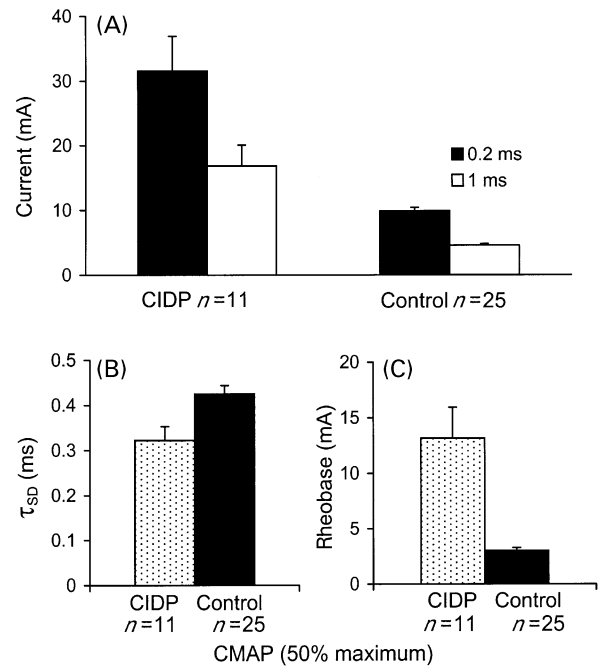 (A)
Current (mA)
40
30
20
10
0
0.2 ms
1 ms
CIDP n=11
Control n=25
(B)
τSD (ms)
0.5
0.4
0.3
0.2
0.1
0
CIDP
n=11
Control
n=25
(C)
Rheobase (mA)
20
15
10
5
0
CIDP
n=11
Control
n=25
CMAP (50% maximum)